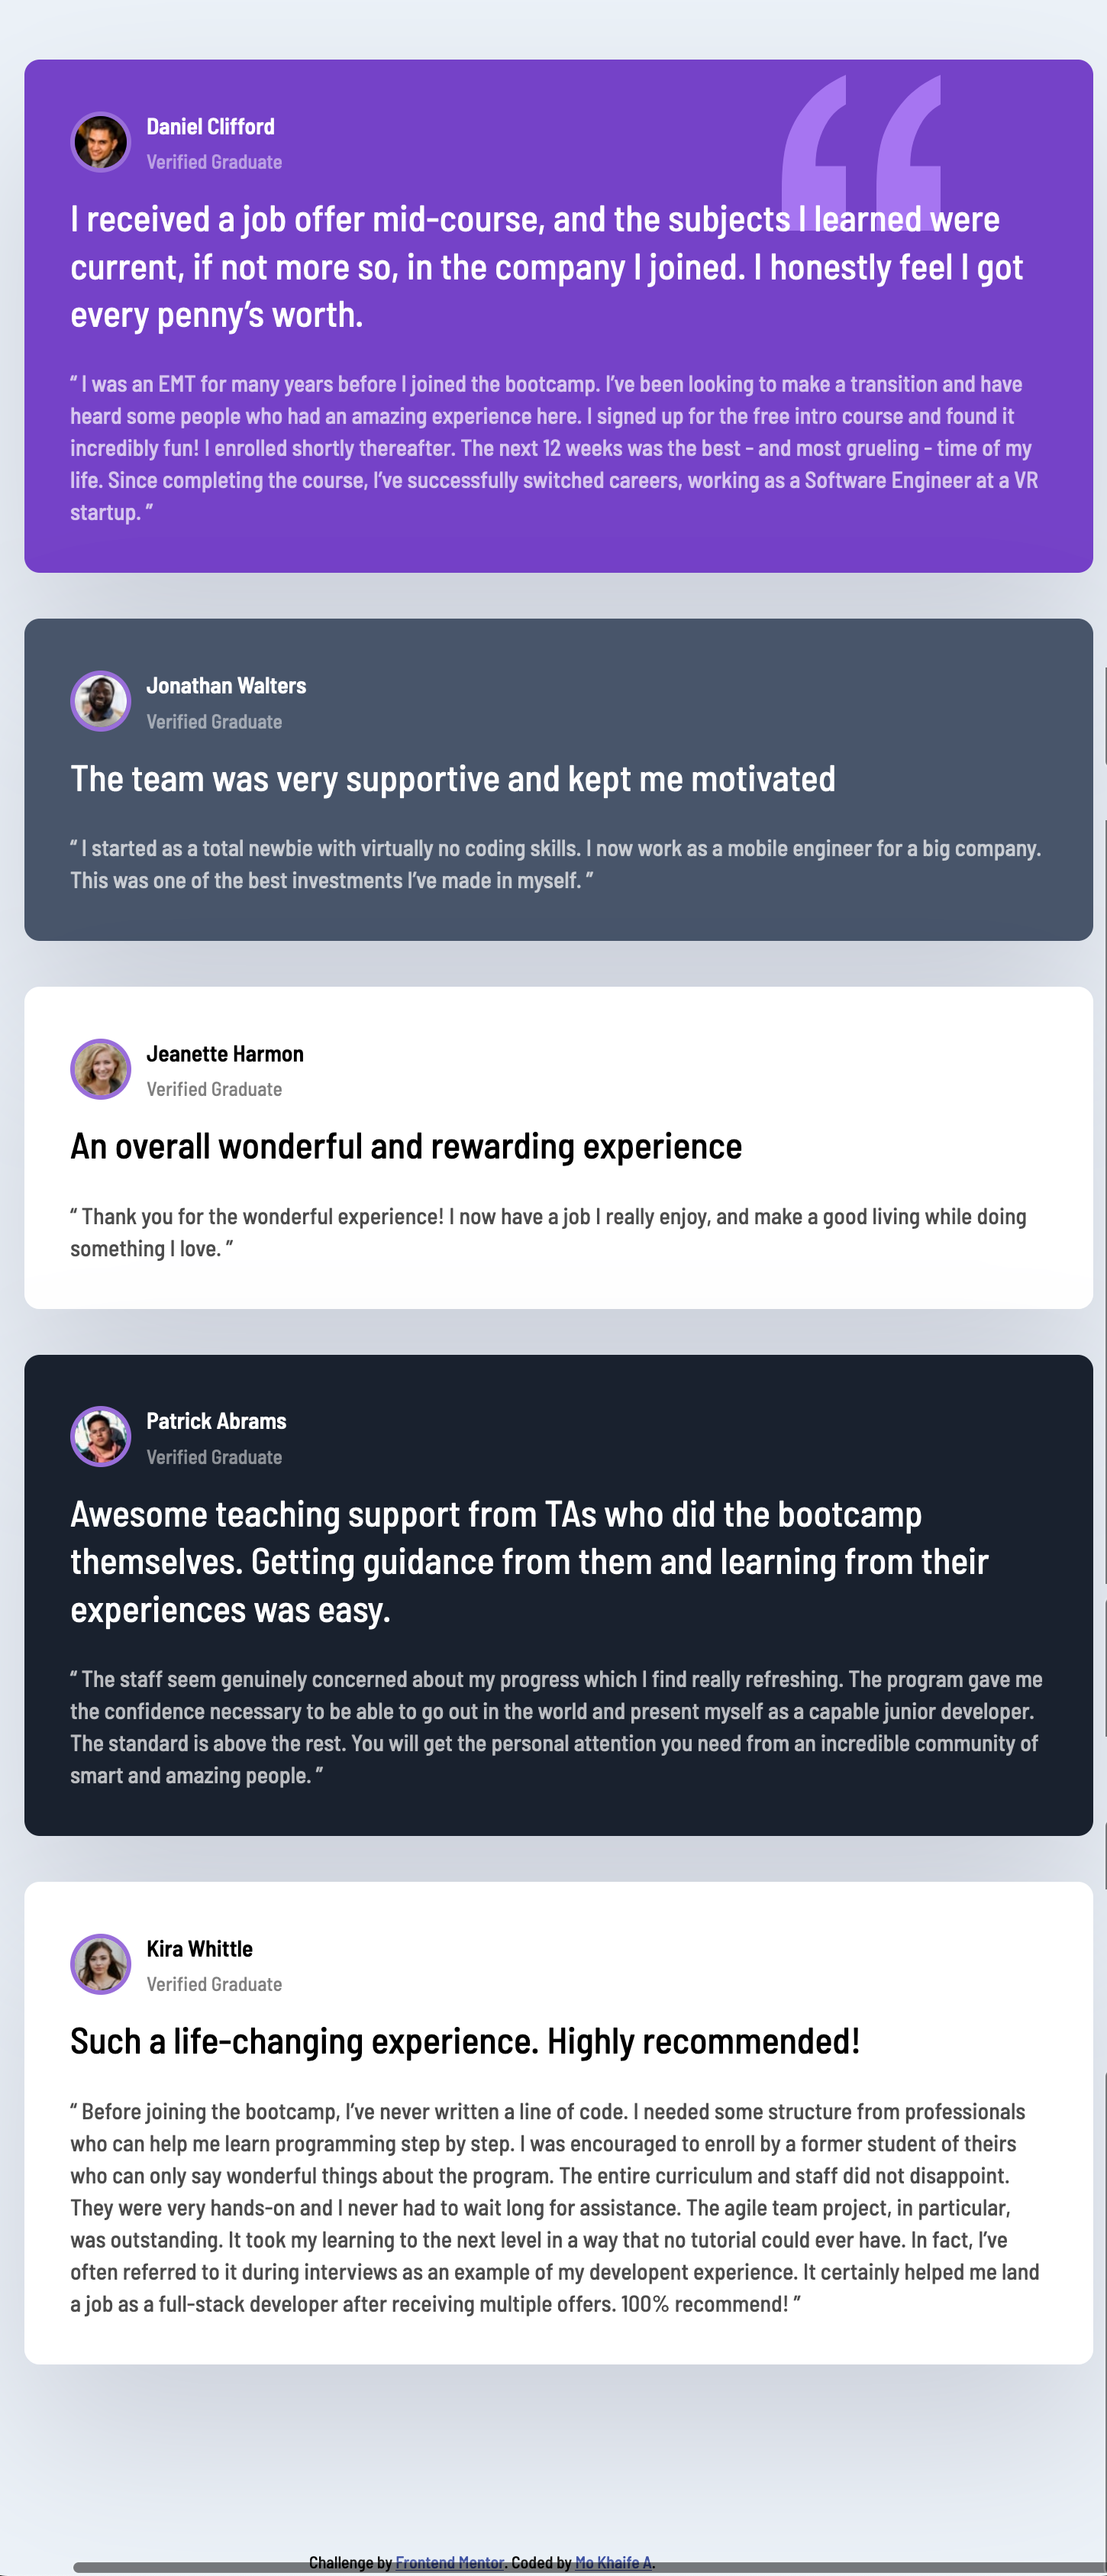 Daniel Clifford
Verified Graduate
I received a job offer mid-course, and the subjects I learned were
current, if not more so, in the company I joined. I honestly feel I got
every penny’s worth.
“ I was an EMT for many years before I joined the bootcamp. I’ve been looking to make a transition and have
heard some people who had an amazing experience here. I signed up for the free intro course and found it
incredibly fun! I enrolled shortly thereafter. The next 12 weeks was the best - and most grueling - time of my
life. Since completing the course, I’ve successfully switched careers, working as a Software Engineer at a VR
startup. ”
Jonathan Walters
Verified Graduate
The team was very supportive and kept me motivated
“ I started as a total newbie with virtually no coding skills. I now work as a mobile engineer for a big company.
This was one of the best investments I’ve made in myself. ”
Jeanette Harmon
Verified Graduate
An overall wonderful and rewarding experience
“ Thank you for the wonderful experience! I now have a job I really enjoy, and make a good living while doing
something I love. ”
Patrick Abrams
Verified Graduate
Awesome teaching support from TAs who did the bootcamp
themselves. Getting guidance from them and learning from their
experiences was easy.
“ The staff seem genuinely concerned about my progress which I find really refreshing. The program gave me
the confidence necessary to be able to go out in the world and present myself as a capable junior developer.
The standard is above the rest. You will get the personal attention you need from an incredible community of
smart and amazing people. ”
Kira Whittle
Verified Graduate
Such a life-changing experience. Highly recommended!
“ Before joining the bootcamp, I’ve never written a line of code. I needed some structure from professionals
who can help me learn programming step by step. I was encouraged to enroll by a former student of theirs
who can only say wonderful things about the program. The entire curriculum and staff did not disappoint.
They were very hands-on and I never had to wait long for assistance. The agile team project, in particular,
was outstanding. It took my learning to the next level in a way that no tutorial could ever have. In fact, I’ve
often referred to it during interviews as an example of my developent experience. It certainly helped me land
a job as a full-stack developer after receiving multiple offers. 100% recommend! ”
Challenge by Frontend Mentor. Coded by Mo Khaife A.